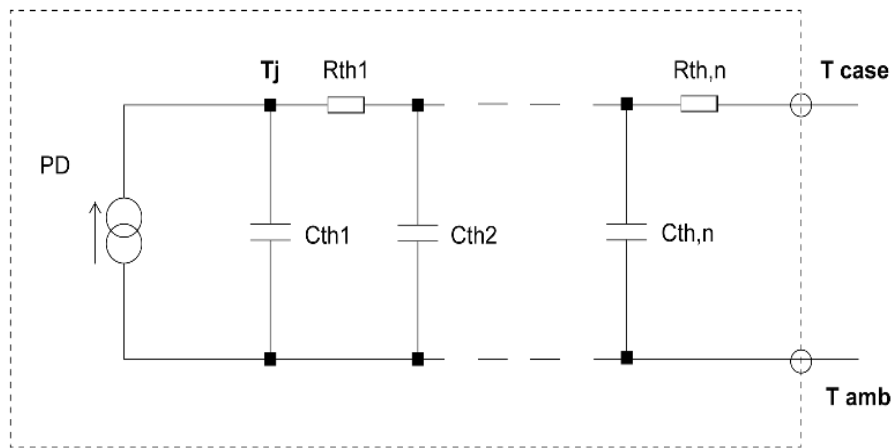 Tj Rth1 Rth,n T case
PD
Cth1 Cth2 Cth,n
T amb